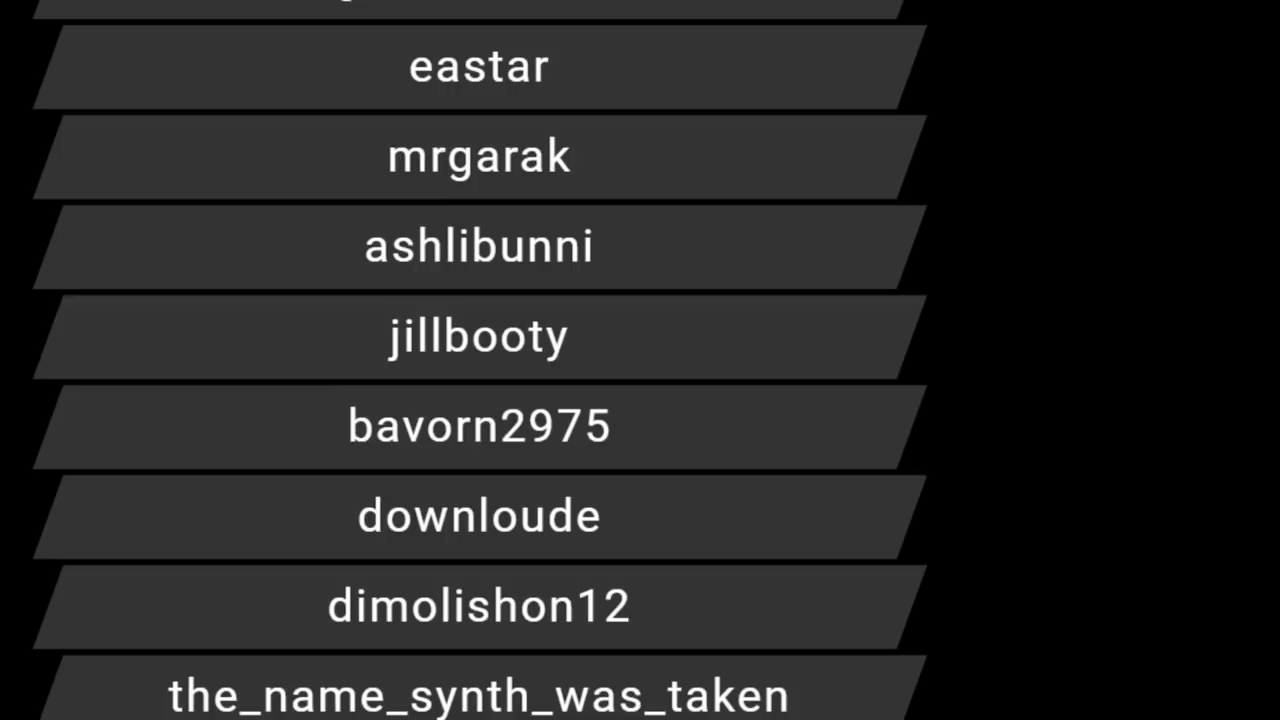 eastar
mrgarak
ashlibunni
jillbooty
bavorn2975
downloude
dimolishon12
the_name_synth_was_taken